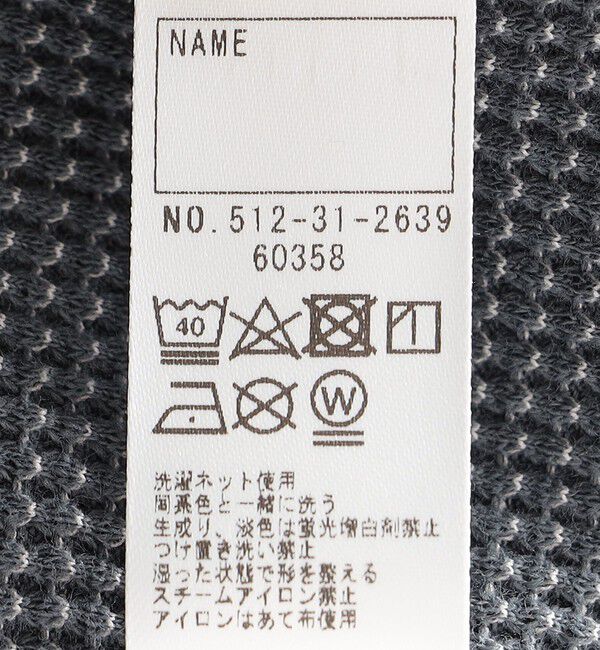 NAME
NO. 512-31-2639
60358
40
W
洗濯ネット使用
同系色と一緒に洗う
生成り、淡色は蛍光増白剤禁止
つけ置き洗い禁止
湿った状態で形を整える
スチームアイロン禁止
アイロンはあて布使用